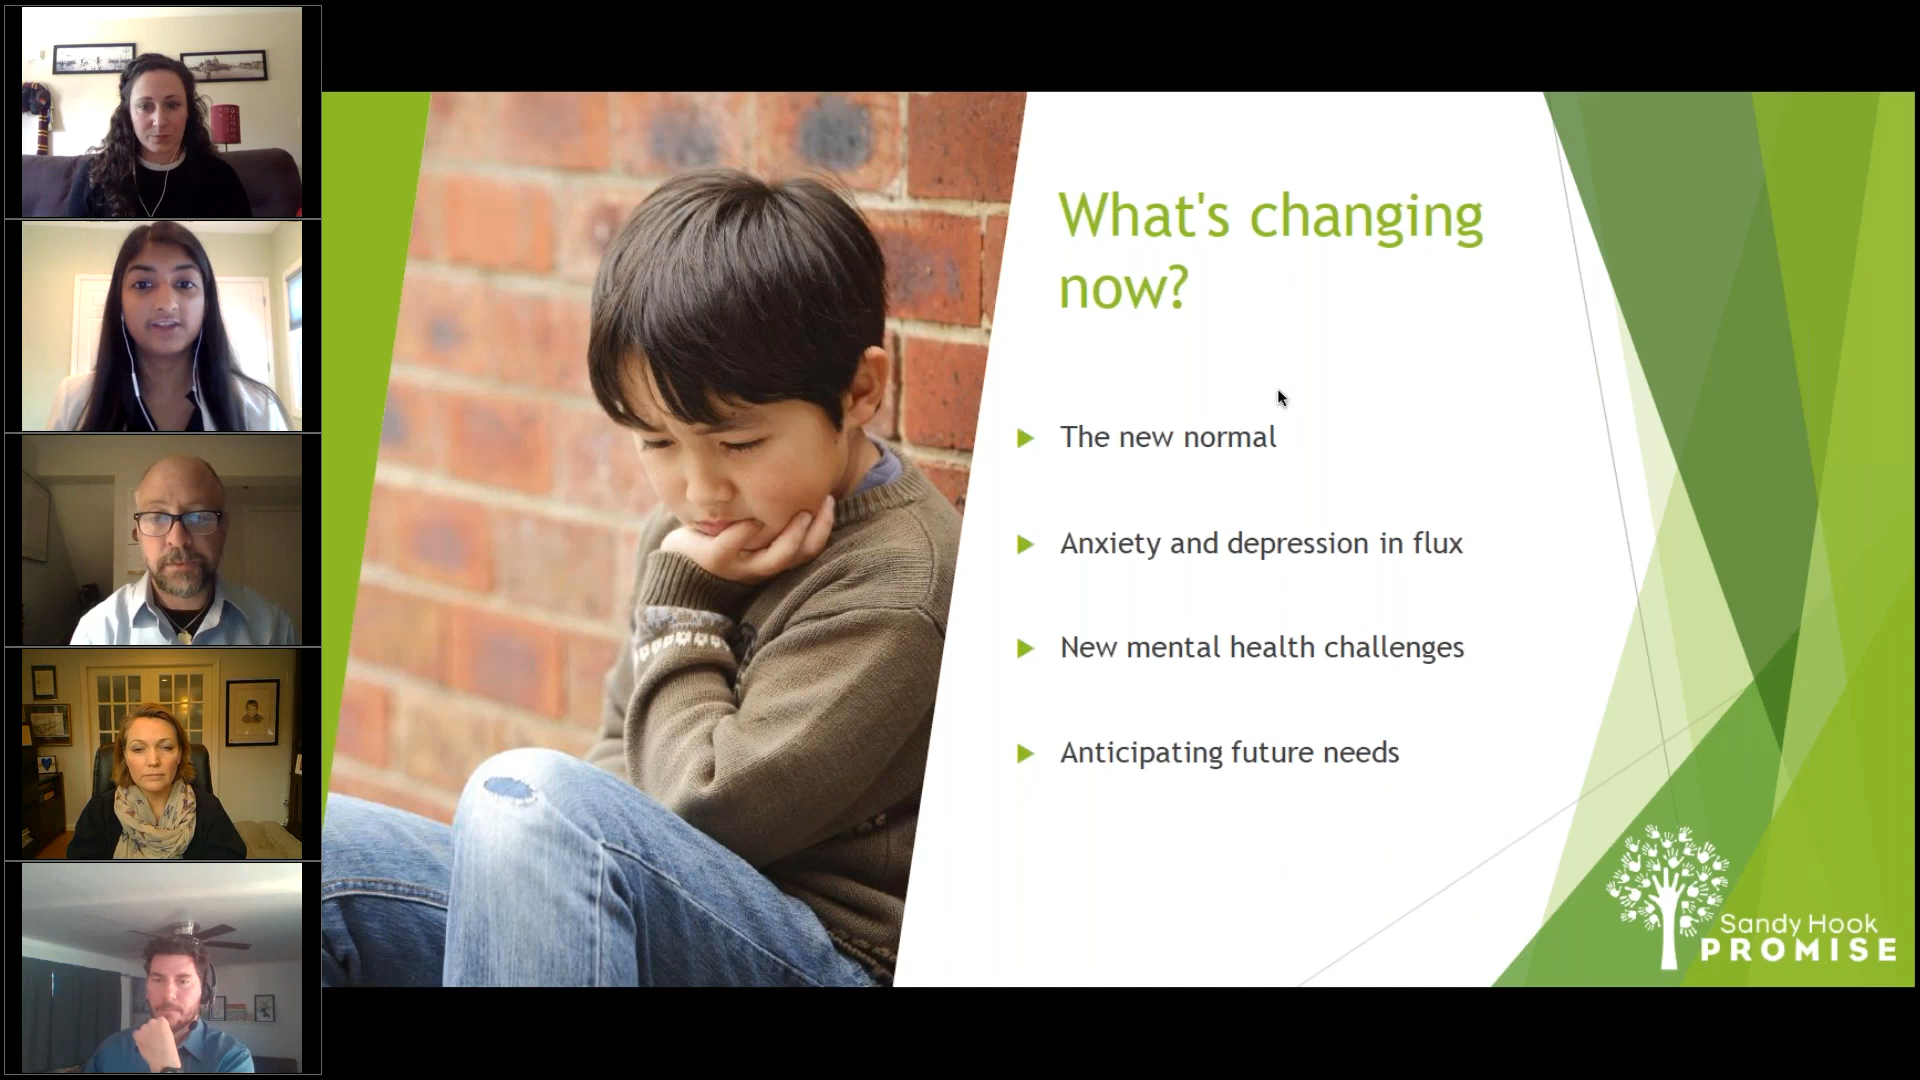 What's changing
now?
The new normal
Anxiety and depression in flux
New mental health challenges
Anticipating future needs
Sandy Hook
PROMISE